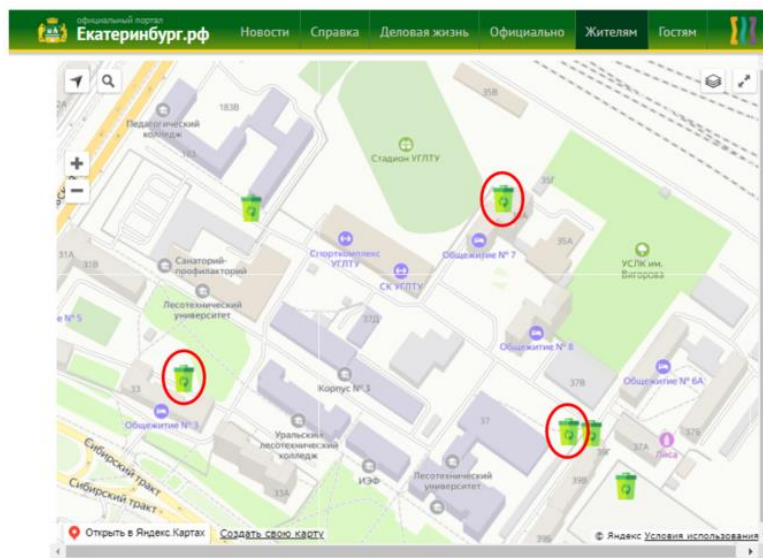 официальный портал
Екатеринбург.рф
Новости
Справка
Деловая жизнь
Официально
Жителям
Гостям
183В
35В
Педагогический
колледж
183
Стадион УГЛТУ
35Г
31А
31В
Санаторий-
профилакторий
Спорткомплекс
УГЛТУ
СК УГЛТУ
Общежитие № 7
35А
УСЛК им.
Вигорова
Лесотехнический
университет
е № 5
37Д
Общежитие № 8
33
Корпус № 3
37В
Общежитие № 6А
Общежитие № 3
Уральский
лесотехнический
колледж
37
39Г
37А
37Б
Лиса
Сибирский тракт
Сибирский тракт
33А
ИЭФ
Лесотехнический
университет
39В
39Б
Открыть в Яндекс.Картах
Создать свою карту
© Яндекс Условия использования